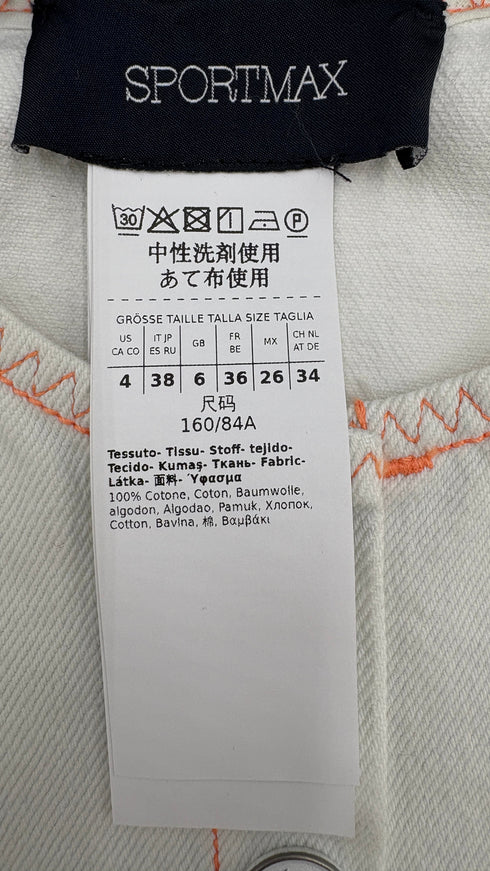 SPORTMAX
30 P
中性洗剤使用
あて布使用
GRÖSSE TAILLE TALLA SIZE TAGLIA
US CA CO | IT JP ES RU | GB | FR BE | MX | CH NL AT DE
4 | 38 | 6 | 36 | 26 | 34
尺码
160/84A
Tessuto- Tissu- Stoff- tejido-
Tecido- Kumaş- Ткань- Fabric-
Látka- 面料- Ύφασμα
100% Cotone, Coton, Baumwolle,
algodon, Algodao, Pamuk, Хлопок,
Cotton, Bavlna, 棉, Βαμβάκι